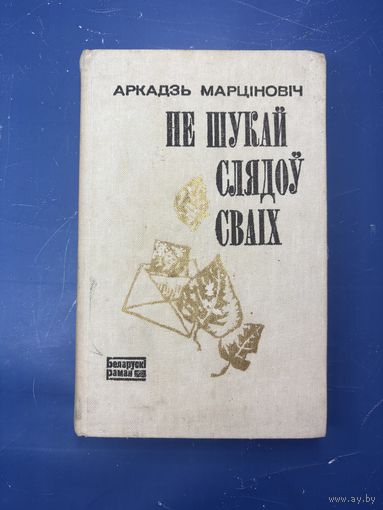 АРКАДЗЬ МАРЦІНОВІЧ
НЕ ШУКАЙ
СЛЯДОЎ
СВАІХ
Беларускі
раман
www.ay.by